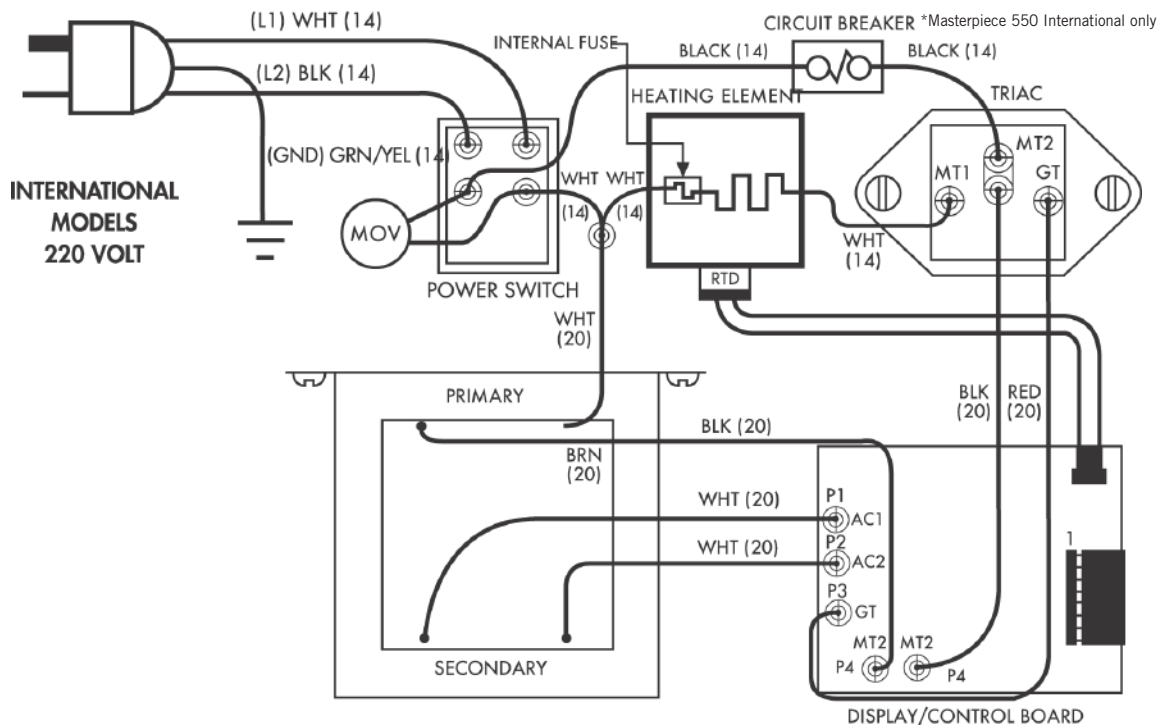 (L1) WHT (14)
CIRCUIT BREAKER *Masterpiece 550 International only
INTERNAL FUSE
BLACK (14)
BLACK (14)
(L2) BLK (14)
HEATING ELEMENT
TRIAC
(GND) GRN/YEL (14)
MT2
MT1
GT
INTERNATIONAL
MODELS
220 VOLT
WHT
(14)
WHT
(14)
MOV
WHT
(14)
POWER SWITCH
RTD
WHT
(20)
PRIMARY
BLK
(20)
RED
(20)
BLK (20)
BRN
(20)
WHT (20)
P1
AC1
1
WHT (20)
P2
AC2
P3
GT
MT2
MT2
P4
P4
SECONDARY
DISPLAY/CONTROL BOARD